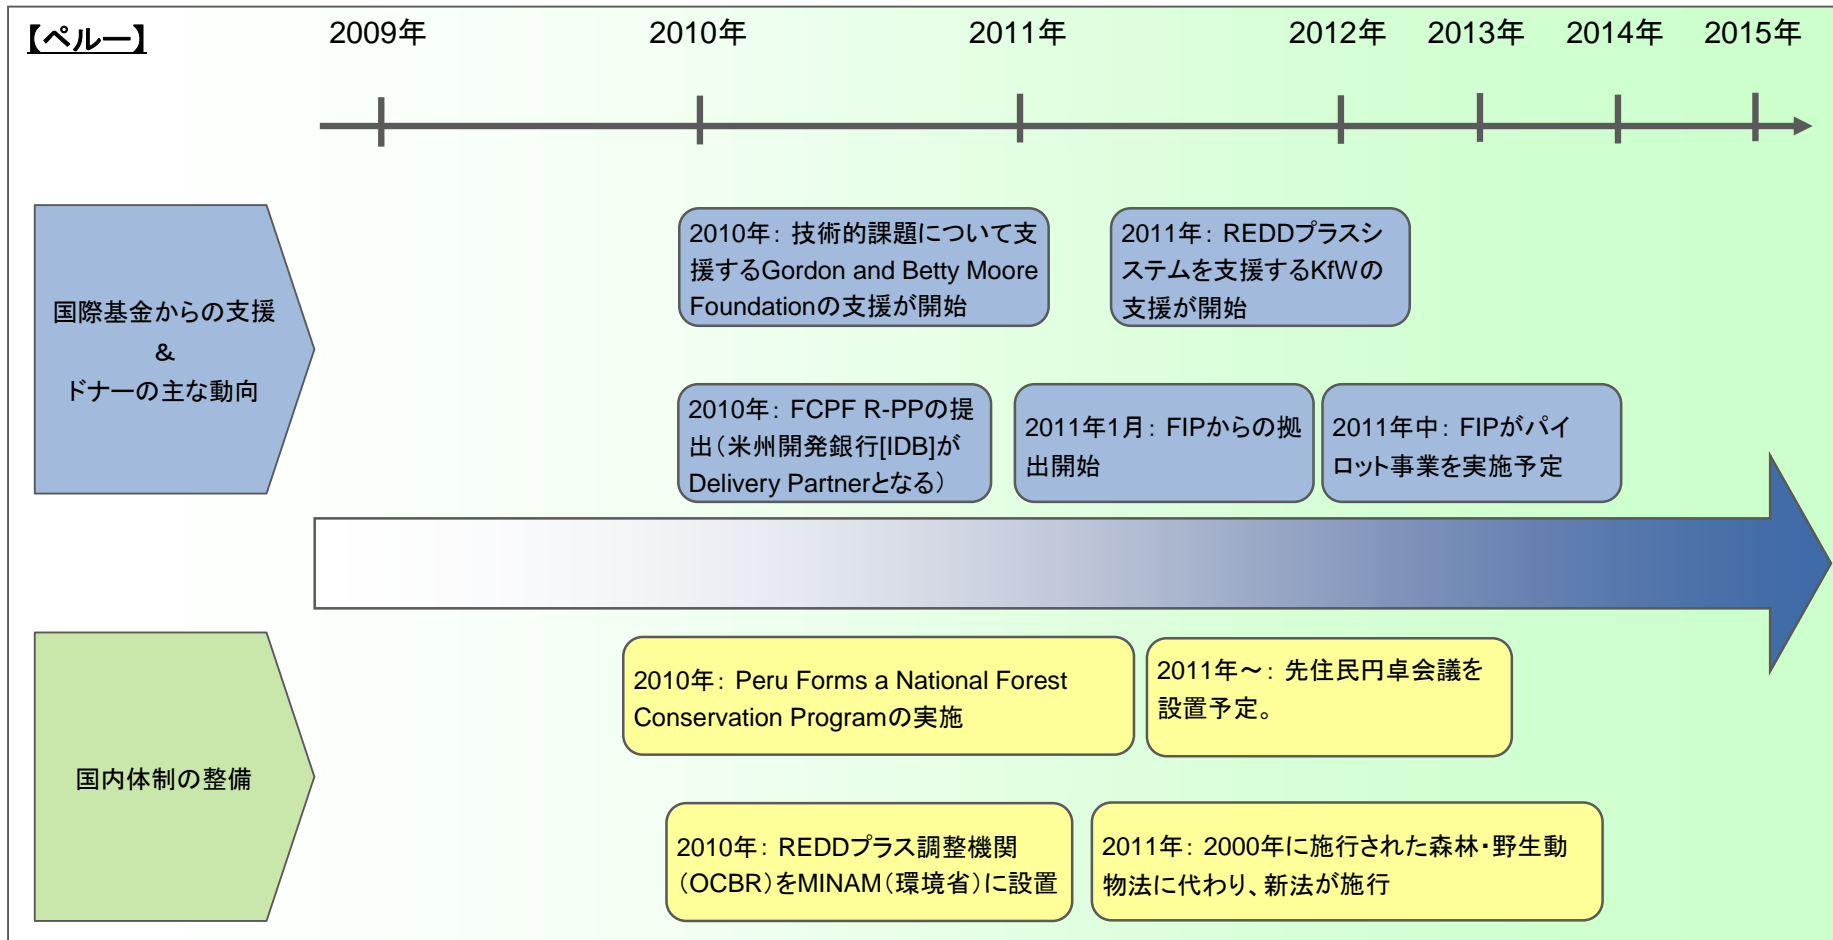 【ペルー】
2009年 2010年 2011年 2012年 2013年 2014年 2015年
国際基金からの支援
&
ドナーの主な動向
2010年： 技術的課題について支
援するGordon and Betty Moore
Foundationの支援が開始
2011年： REDDプラスシ
ステムを支援するKfWの
支援が開始
2010年： FCPF R-PPの提
出（米州開発銀行[IDB]が
Delivery Partnerとなる）
2011年1月： FIPからの拠
出開始
2011年中： FIPがパイ
ロット事業を実施予定
国内体制の整備
2010年： Peru Forms a National Forest
Conservation Programの実施
2011年～： 先住民円卓会議を
設置予定。
2010年： REDDプラス調整機関
（OCBR）をMINAM（環境省）に設置
2011年： 2000年に施行された森林・野生動
物法に代わり、新法が施行